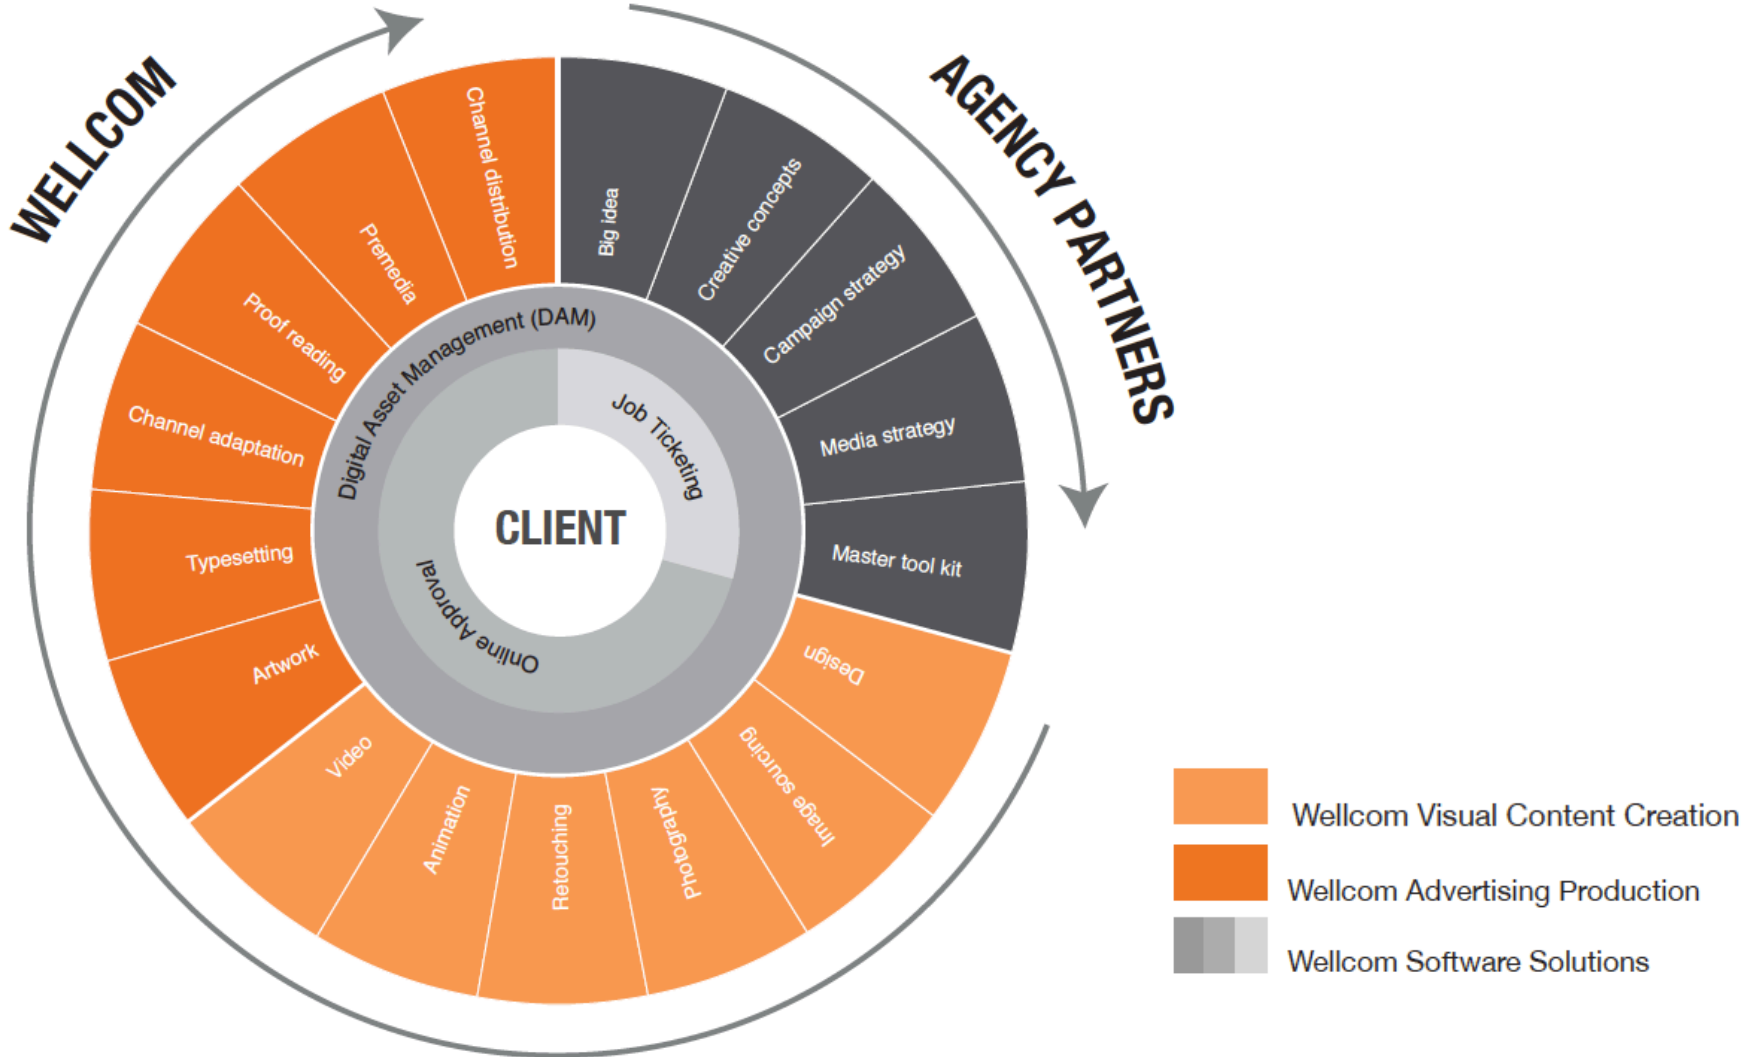 WELLCOM
AGENCY PARTNERS
Big idea
Creative concepts
Campaign strategy
Media strategy
Master tool kit
Design
Image sourcing
Photography
Retouching
Animation
Video
Artwork
Typesetting
Channel adaptation
Proof reading
Premedia
Channel distribution
Digital Asset Management (DAM)
Job Ticketing
Online Approval
CLIENT
Wellcom Visual Content Creation
Wellcom Advertising Production
Wellcom Software Solutions